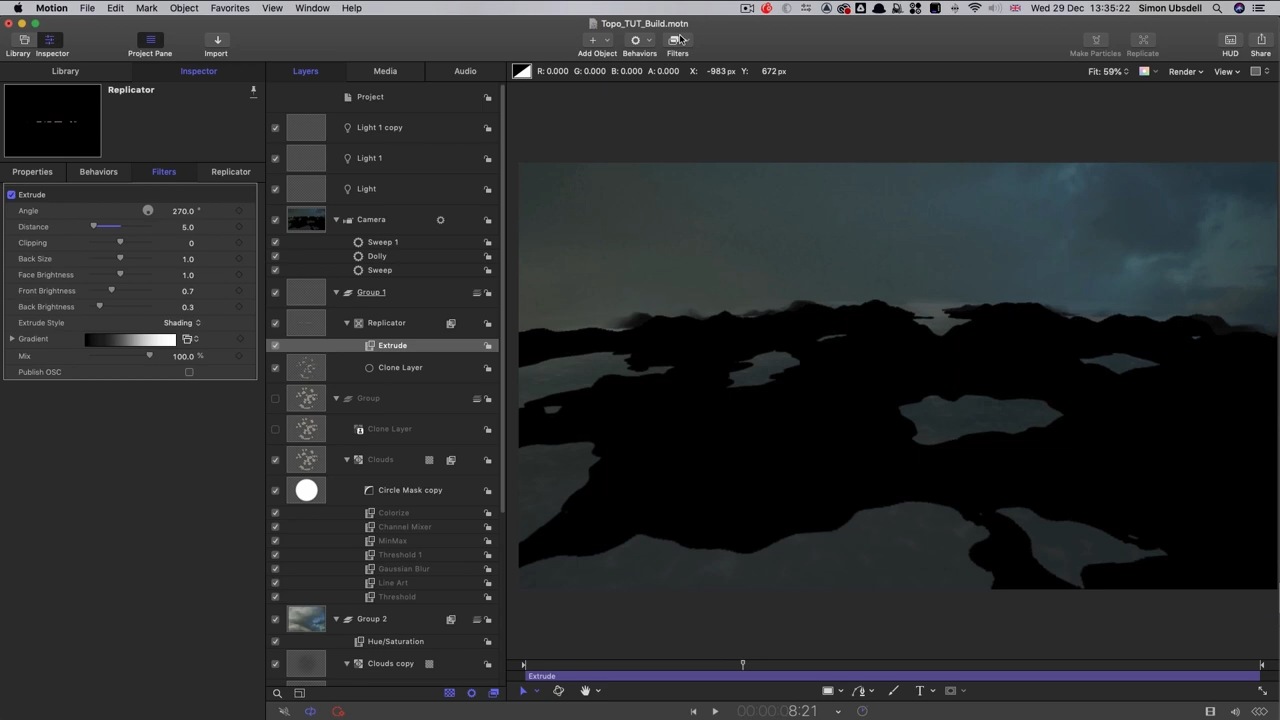 Motion File Edit Mark Object Favorites View Window Help Wed 29 Dec 13:35:22 Simon Ubsdell
Topo_TUT_Build.motn
Library Inspector Project Pane Import Add Object Behaviors Filters Make Particles Replicate HUD Share
Library Inspector Layers Media Audio R: 0.000 G: 0.000 B: 0.000 A: 0.000 X: -983 px Y: 672 px Fit: 59% Render View
Replicator
Properties Behaviors Filters Replicator
Extrude
Angle 270.0 °
Distance 5.0
Clipping 0
Back Size 1.0
Face Brightness 1.0
Front Brightness 0.7
Back Brightness 0.3
Extrude Style Shading
Gradient
Mix 100.0 %
Publish OSC
Project
Light 1 copy
Light 1
Light
Camera
Sweep 1
Dolly
Sweep
Group 1
Replicator
Extrude
Clone Layer
Group
Clone Layer
Clouds
Circle Mask copy
Colorize
Channel Mixer
MinMax
Threshold 1
Gaussian Blur
Line Art
Threshold
Group 2
Hue/Saturation
Clouds copy
Extrude
T
00:00:00:08:21